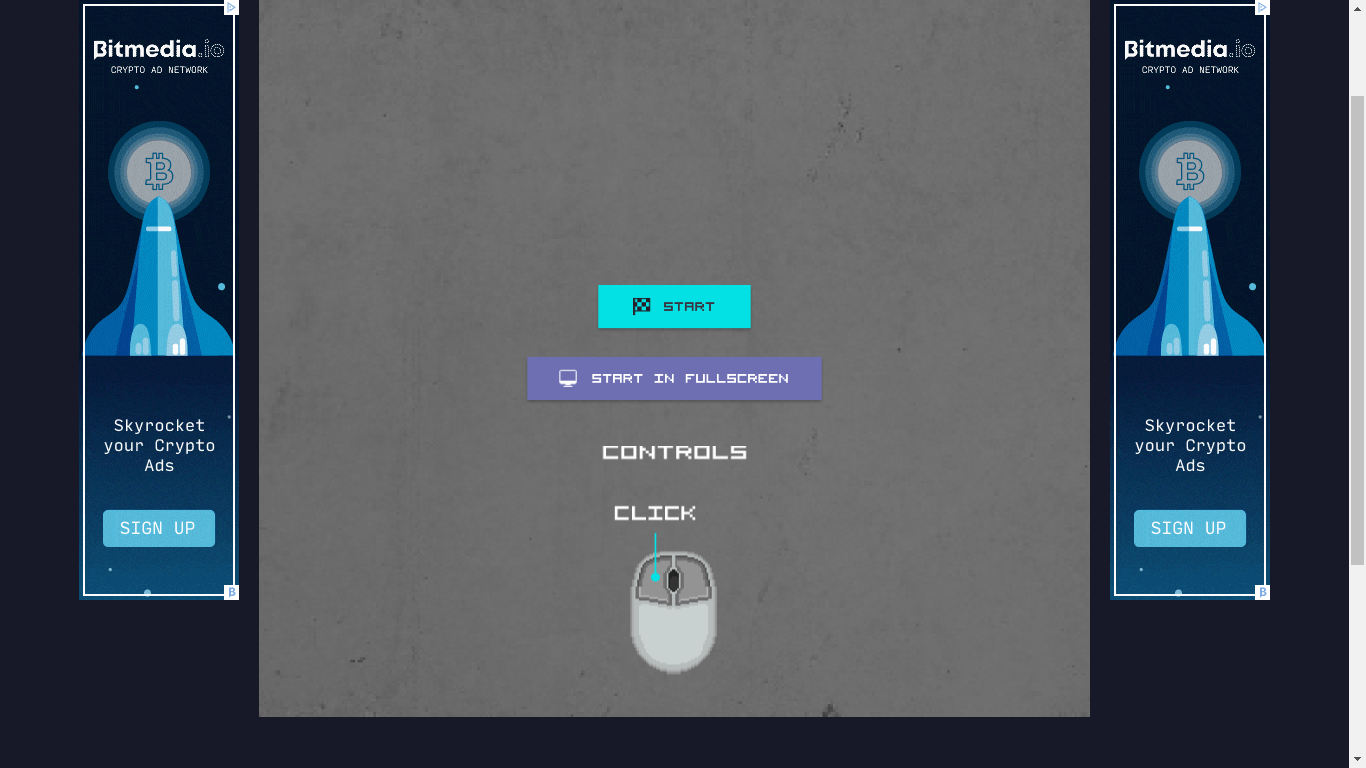 Bitmedia.io
CRYPTO AD NETWORK
Skyrocket
your Crypto
Ads
SIGN UP
START
START IN FULLSCREEN
CONTROLS
CLICK
Bitmedia.io
CRYPTO AD NETWORK
Skyrocket
your Crypto
Ads
SIGN UP